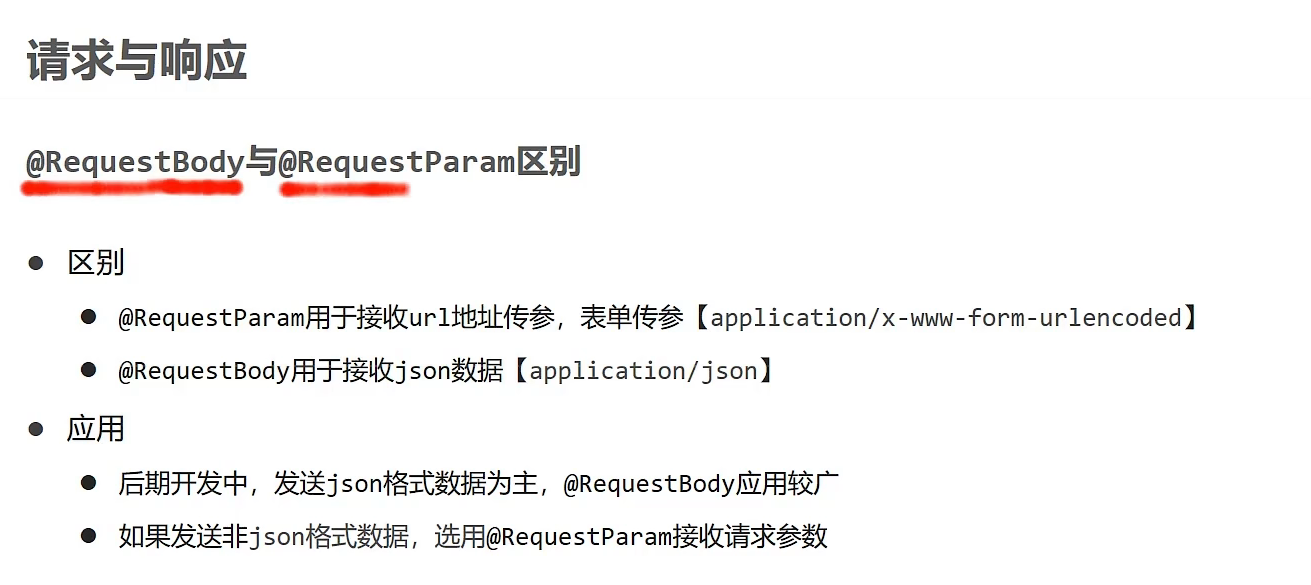 请求与响应
@RequestBody与@RequestParam区别
区别
@RequestParam用于接收url地址传参，表单传参【application/x-www-form-urlencoded】
@RequestBody用于接收json数据【application/json】
应用
后期开发中，发送json格式数据为主，@RequestBody应用较广
如果发送非json格式数据，选用@RequestParam接收请求参数